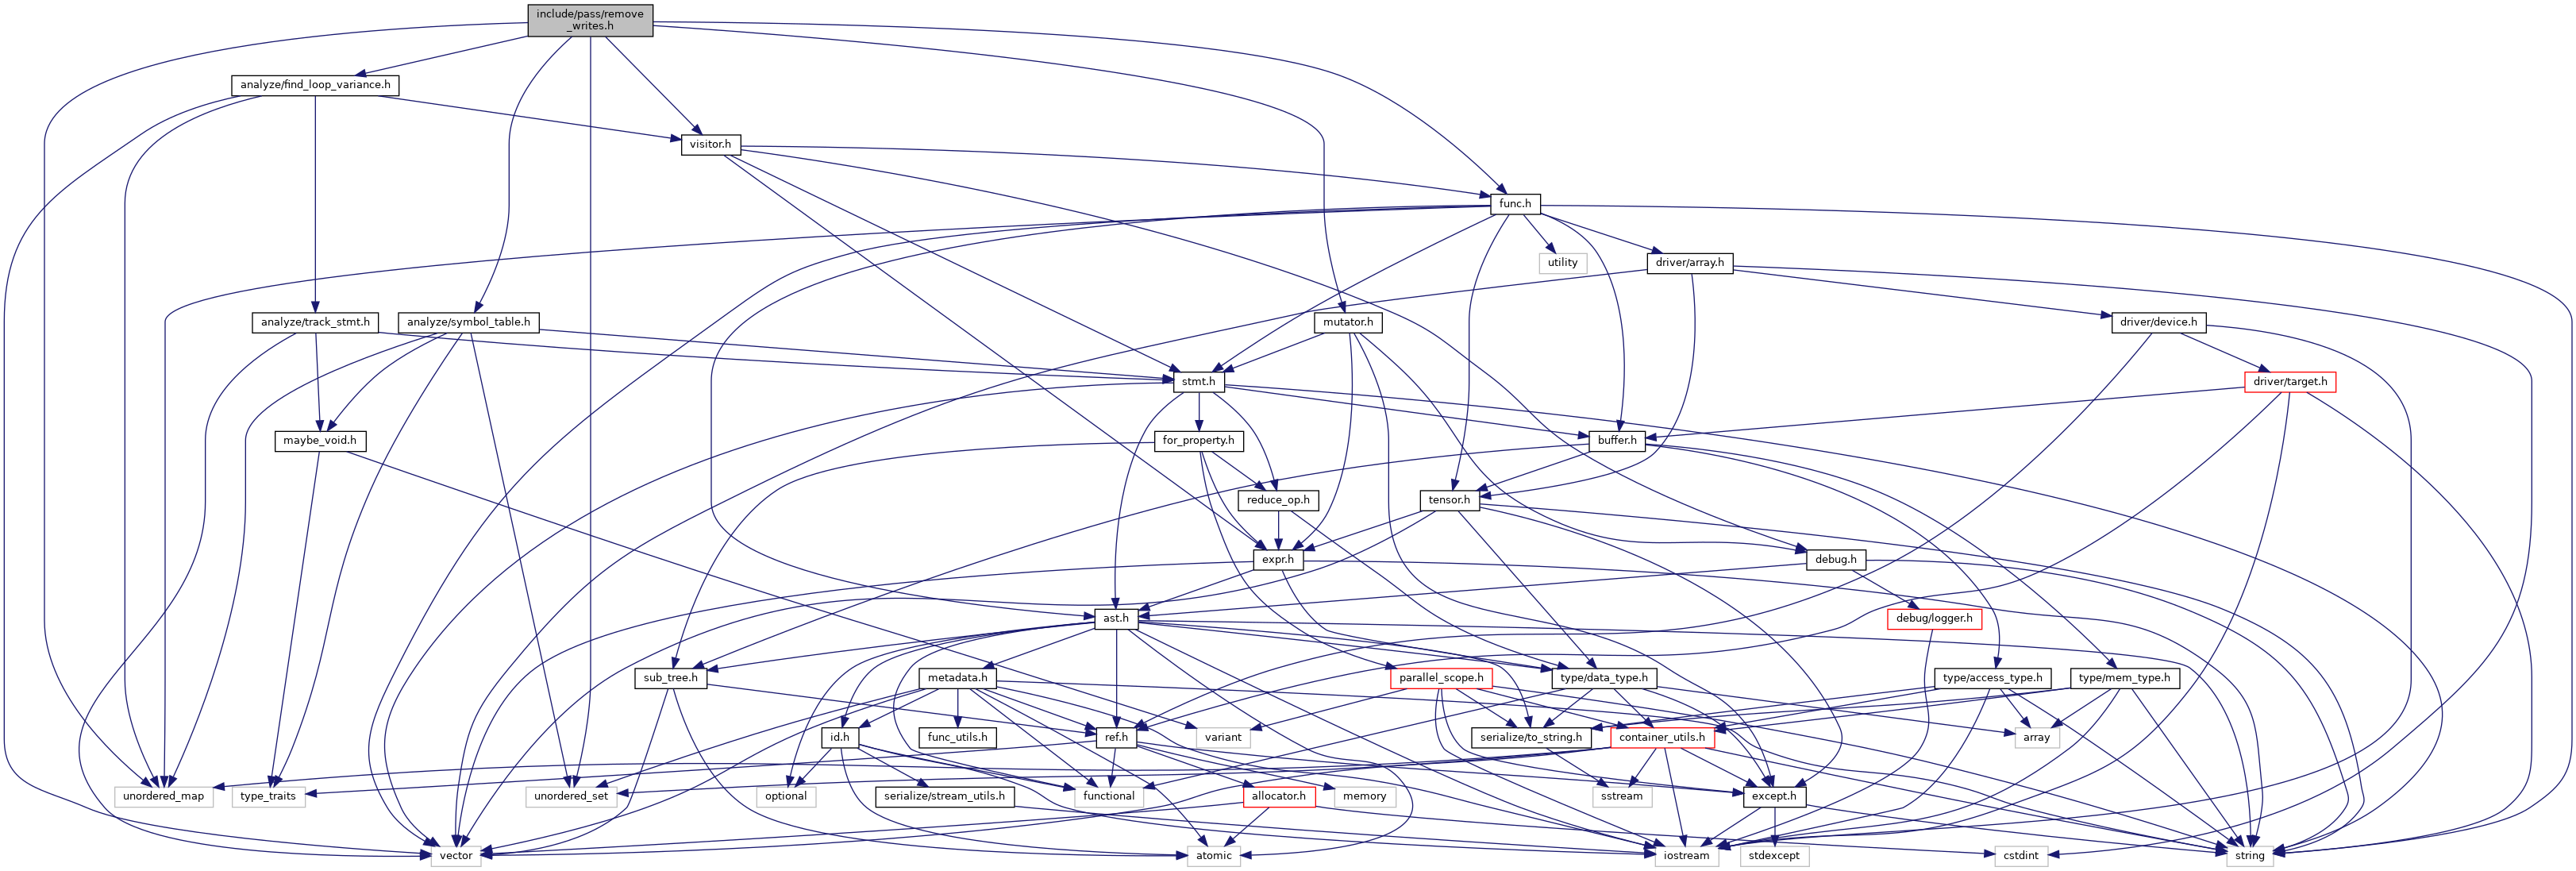 include/pass/remove
_writes.h
analyze/find_loop_variance.h
visitor.h
func.h
utility
driver/array.h
analyze/track_stmt.h
analyze/symbol_table.h
mutator.h
driver/device.h
stmt.h
driver/target.h
maybe_void.h
for_property.h
buffer.h
reduce_op.h
tensor.h
expr.h
debug.h
ast.h
debug/logger.h
sub_tree.h
metadata.h
parallel_scope.h
type/data_type.h
type/access_type.h
type/mem_type.h
id.h
func_utils.h
ref.h
variant
serialize/to_string.h
container_utils.h
array
unordered_map
type_traits
unordered_set
optional
serialize/stream_utils.h
functional
allocator.h
memory
sstream
except.h
vector
atomic
iostream
stdexcept
cstdint
string